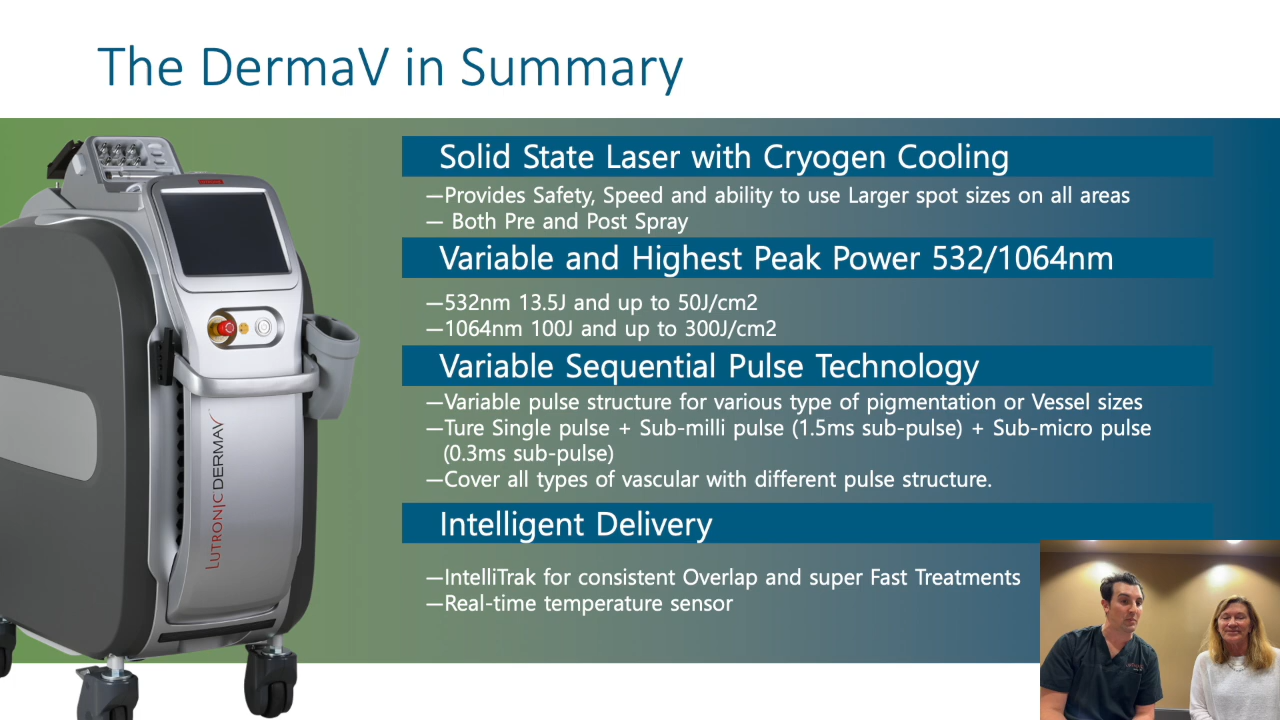 The DermaV in Summary
Solid State Laser with Cryogen Cooling
—Provides Safety, Speed and ability to use Larger spot sizes on all areas
— Both Pre and Post Spray
Variable and Highest Peak Power 532/1064nm
—532nm 13.5J and up to 50J/cm2
—1064nm 100J and up to 300J/cm2
Variable Sequential Pulse Technology
—Variable pulse structure for various type of pigmentation or Vessel sizes
—Ture Single pulse + Sub-milli pulse (1.5ms sub-pulse) + Sub-micro pulse
(0.3ms sub-pulse)
—Cover all types of vascular with different pulse structure.
Intelligent Delivery
—IntelliTrak for consistent Overlap and super Fast Treatments
—Real-time temperature sensor
LUTRONIC DERMAV